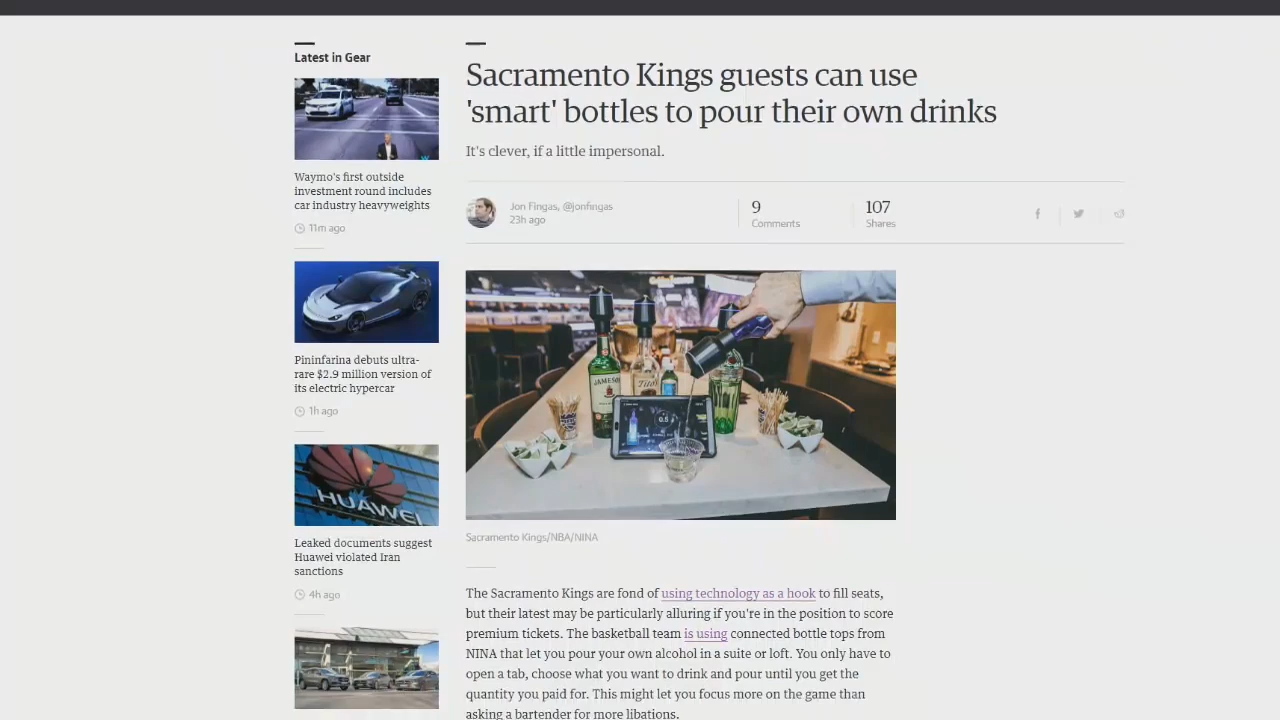 Latest in Gear
Waymo's first outside
investment round includes
car industry heavyweights
11m ago
Pininfarina debuts ultra-
rare $2.9 million version of
its electric hypercar
1h ago
HUAWEI
Leaked documents suggest
Huawei violated Iran
sanctions
4h ago
Sacramento Kings guests can use
'smart' bottles to pour their own drinks
It's clever, if a little impersonal.
Jon Fingas, @jonfingas
23h ago
9
Comments
107
Shares
JAMESON
Tito's
0.5
Sacramento Kings/NBA/NINA
The Sacramento Kings are fond of using technology as a hook to fill seats,
but their latest may be particularly alluring if you're in the position to score
premium tickets. The basketball team is using connected bottle tops from
NINA that let you pour your own alcohol in a suite or loft. You only have to
open a tab, choose what you want to drink and pour until you get the
quantity you paid for. This might let you focus more on the game than
asking a bartender for more libations.